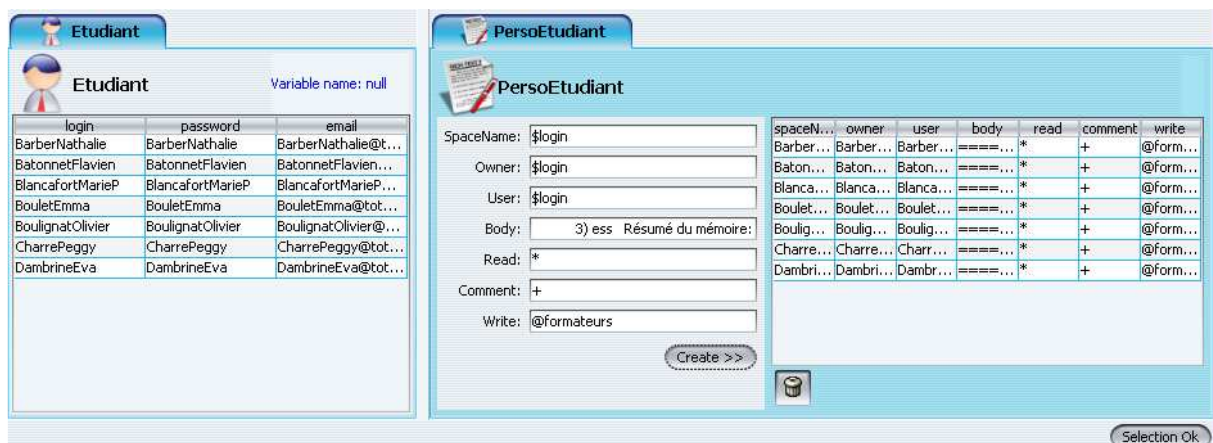 Etudiant
Etudiant
Variable name: null
login password email
BarberNathalie BarberNathalie BarberNathalie@t...
BatonnetFlavien BatonnetFlavien BatonnetFlavien...
BlancafortMarieP BlancafortMarieP BlancafortMarieP...
BouletEmma BouletEmma BouletEmma@tot...
BoulignatOlivier BoulignatOlivier BoulignatOlivier@...
CharrePeggy CharrePeggy CharrePeggy@tot...
DambrineEva DambrineEva DambrineEva@tot...
PersoEtudiant
PersoEtudiant
SpaceName: $login
Owner: $login
User: $login
Body: 3) ess Résumé du mémoire:
Read: *
Comment: +
Write: @formateurs
Create >>
spaceN... owner user body read comment write
Barber... Barber... Barber... ====... * + @form...
Baton... Baton... Baton... ====... * + @form...
Blanca... Blanca... Blanca... ====... * + @form...
Boulet... Boulet... Boulet... ====... * + @form...
Boulig... Boulig... Boulig... ====... * + @form...
Charre... Charre... Charr... ====... * + @form...
Dambri... Dambri... Dambr... ====... * + @form...
Selection Ok